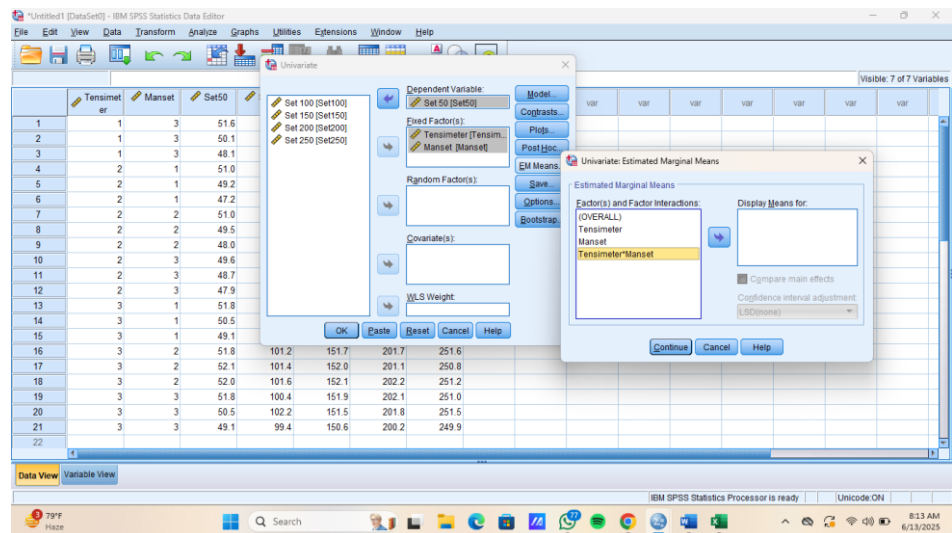 *Untitled1 [DataSet0] - IBM SPSS Statistics Data Editor
File Edit View Data Transform Analyze Graphs Utilities Extensions Window Help
Visible: 7 of 7 Variables
Tensimeter Manset Set50 var var var var var var var
1 1 3 51.6
2 1 3 50.1
3 1 3 48.1
4 2 1 51.0
5 2 1 49.2
6 2 1 47.2
7 2 2 51.0
8 2 2 49.5
9 2 2 48.0
10 2 3 49.6
11 2 3 48.7
12 2 3 47.9
13 3 1 51.8
14 3 1 50.5
15 3 1 49.1
16 3 2 51.8 101.2 151.7 201.7 251.6
17 3 2 52.1 101.4 152.0 201.1 250.8
18 3 2 52.0 101.6 152.1 202.2 251.2
19 3 3 51.8 100.4 151.9 202.1 251.0
20 3 3 50.5 102.2 151.5 201.8 251.5
21 3 3 49.1 99.4 150.6 200.2 249.9
22
Univariate
Set 100 [Set100]
Set 150 [Set150]
Set 200 [Set200]
Set 250 [Set250]
Dependent Variable:
Set 50 [Set50]
Fixed Factor(s):
Tensimeter [Tensim...
Manset [Manset]
Random Factor(s):
Covariate(s):
WLS Weight:
Model...
Contrasts...
Plots...
Post Hoc...
EM Means.
Save...
Options...
Bootstrap.
OK Paste Reset Cancel Help
Univariate: Estimated Marginal Means
Estimated Marginal Means
Factor(s) and Factor Interactions:
(OVERALL)
Tensimeter
Manset
Tensimeter*Manset
Display Means for:
Compare main effects
Confidence interval adjustment:
LSD(none)
Continue Cancel Help
Data View Variable View
IBM SPSS Statistics Processor is ready Unicode:ON
3
79°F
Haze
Search
77
8:13 AM
6/13/2025